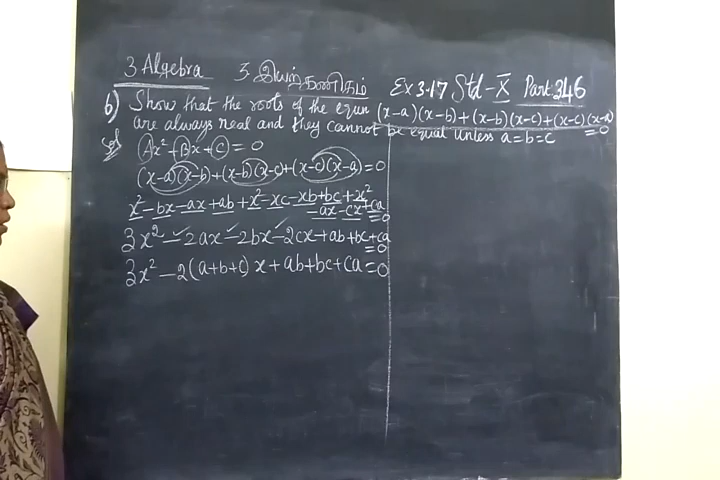 3 Algebra 3. இயற்கணிதம் Ex 3.17 Std - X Part 346
6) Show that the roots of the equn (x-a)(x-b)+(x-b)(x-c)+(x-c)(x-a)=0
are always real and they cannot be equal unless a=b=c
Sol Ax²+Bx+C=0
(x-a)(x-b)+(x-b)(x-c)+(x-c)(x-a)=0
x²-bx-ax+ab+x²-xc-xb+bc+x²
-ax-cx+ca=0
3x²-2ax-2bx-2cx+ab+bc+ca
=0
3x²-2(a+b+c)x+ab+bc+ca=0